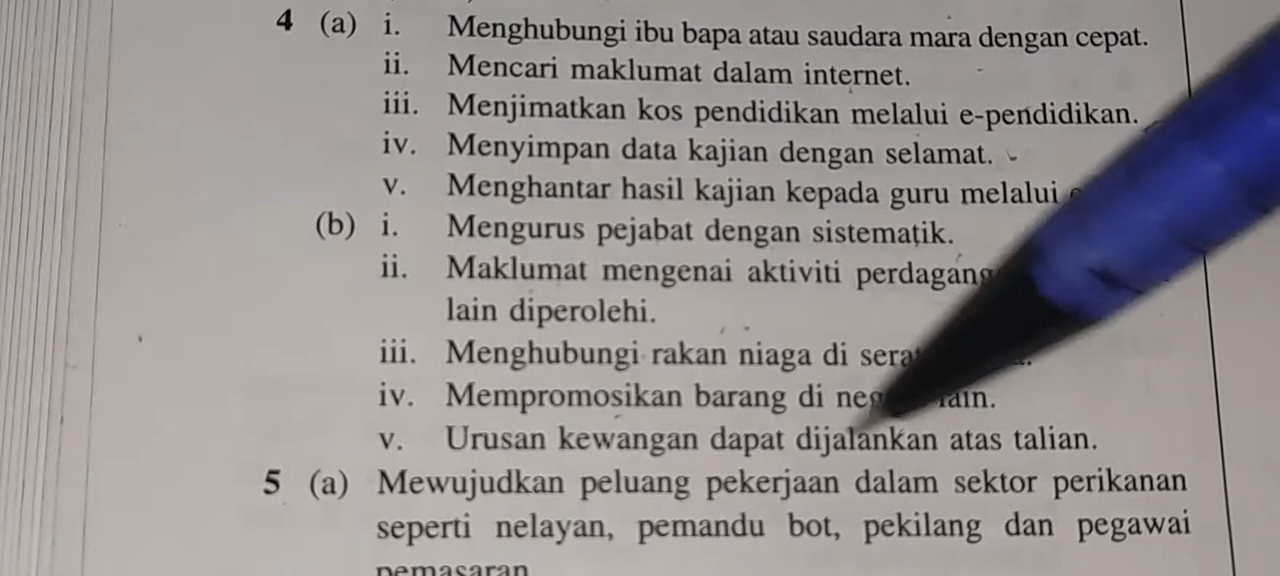 4 (a) i. Menghubungi ibu bapa atau saudara mara dengan cepat.
ii. Mencari maklumat dalam internet.
iii. Menjimatkan kos pendidikan melalui e-pendidikan.
iv. Menyimpan data kajian dengan selamat.
v. Menghantar hasil kajian kepada guru melalui
(b) i. Mengurus pejabat dengan sistematik.
ii. Maklumat mengenai aktiviti
lain diperolehi.
iii. Menghubungi rakan niaga di
iv. Mempromosikan barang di
v. Urusan kewangan dapat dijalankan atas talian.
5 (a) Mewujudkan peluang pekerjaan dalam sektor perikanan
seperti nelayan, pemandu bot, pekilang dan pegawai
pemasaran